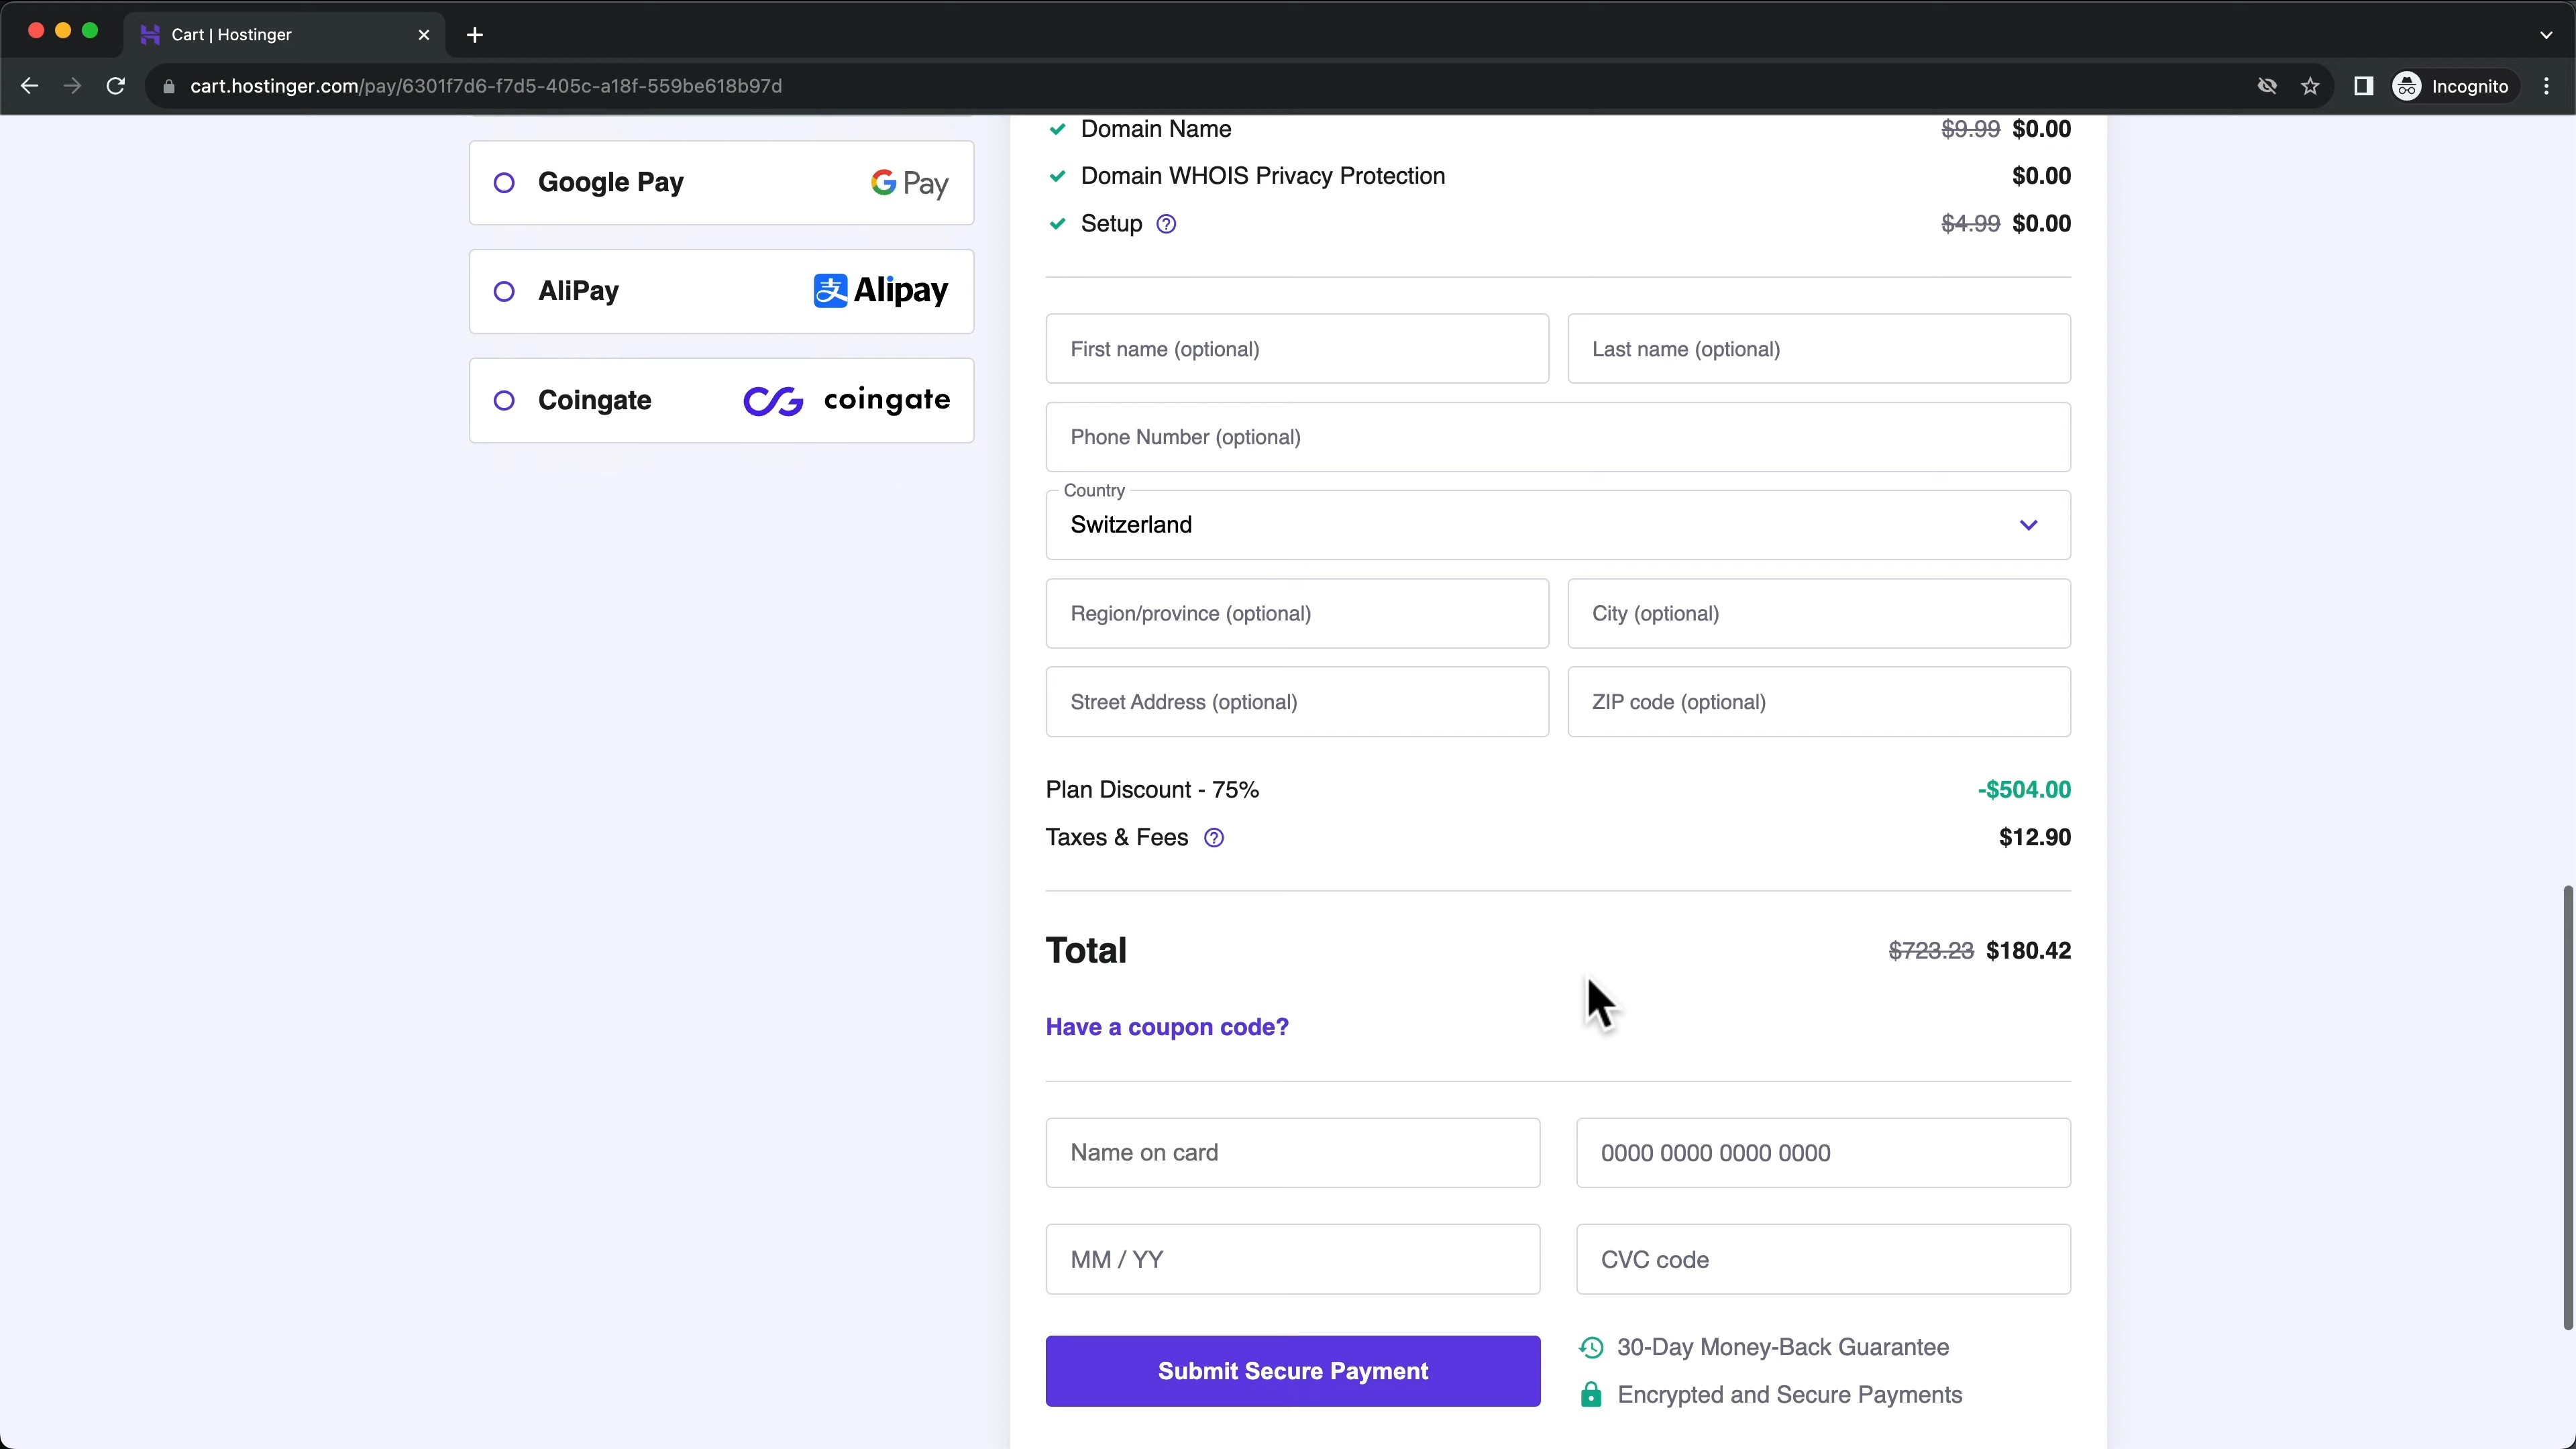 Cart | Hostinger
cart.hostinger.com/pay/6301f7d6-f7d5-405c-a18f-559be618b97d
Incognito
Google Pay
G Pay
AliPay
支 Alipay
Coingate
coingate
Domain Name $9.99 $0.00
Domain WHOIS Privacy Protection $0.00
Setup ? $4.99 $0.00
First name (optional) Last name (optional)
Phone Number (optional)
Country
Switzerland
Region/province (optional) City (optional)
Street Address (optional) ZIP code (optional)
Plan Discount - 75% -$504.00
Taxes & Fees ? $12.90
Total $723.23 $180.42
Have a coupon code?
Name on card 0000 0000 0000 0000
MM / YY CVC code
Submit Secure Payment
30-Day Money-Back Guarantee
Encrypted and Secure Payments